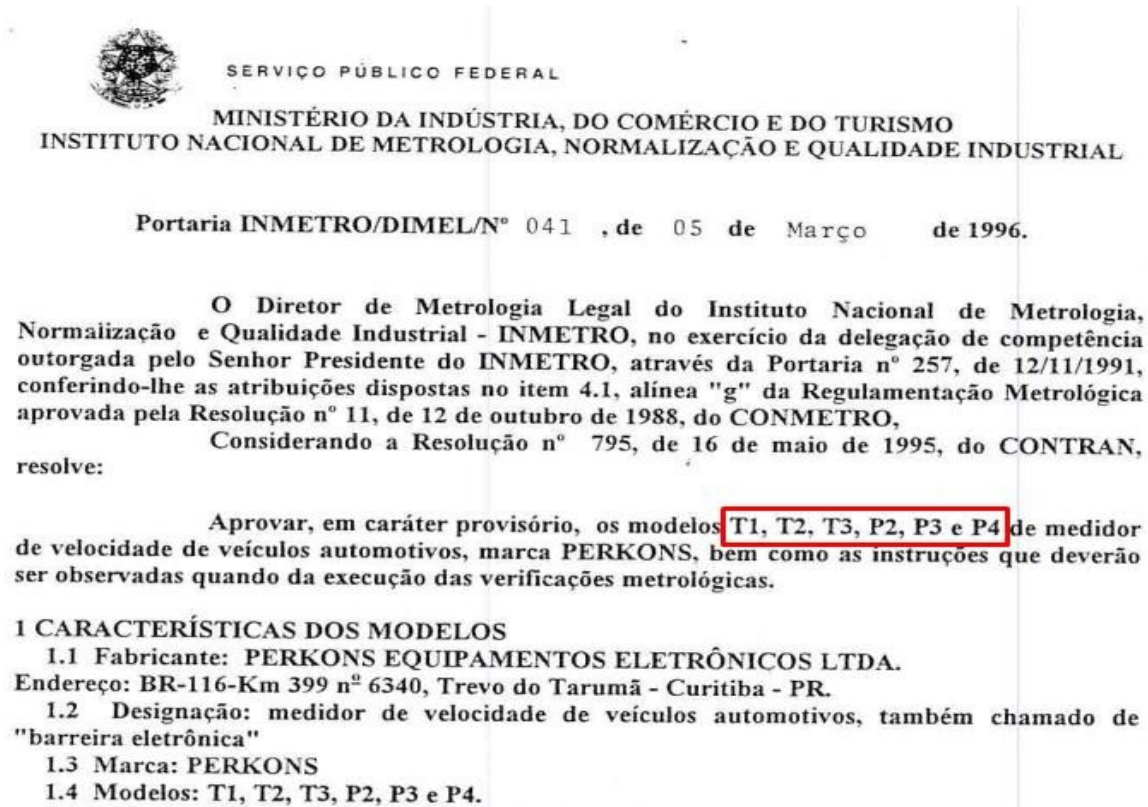 SERVIÇO PÚBLICO FEDERAL
MINISTÉRIO DA INDÚSTRIA, DO COMÉRCIO E DO TURISMO
INSTITUTO NACIONAL DE METROLOGIA, NORMALIZAÇÃO E QUALIDADE INDUSTRIAL
Portaria INMETRO/DIMEL/Nº 041 , de 05 de Março de 1996.
O Diretor de Metrologia Legal do Instituto Nacional de Metrologia,
Normalização e Qualidade Industrial - INMETRO, no exercício da delegação de competência
outorgada pelo Senhor Presidente do INMETRO, através da Portaria nº 257, de 12/11/1991,
conferindo-lhe as atribuições dispostas no item 4.1, alínea "g" da Regulamentação Metrológica
aprovada pela Resolução nº 11, de 12 de outubro de 1988, do CONMETRO,
Considerando a Resolução nº 795, de 16 de maio de 1995, do CONTRAN,
resolve:
Aprovar, em caráter provisório, os modelos T1, T2, T3, P2, P3 e P4 de medidor
de velocidade de veículos automotivos, marca PERKONS, bem como as instruções que deverão
ser observadas quando da execução das verificações metrológicas.
1 CARACTERÍSTICAS DOS MODELOS
1.1 Fabricante: PERKONS EQUIPAMENTOS ELETRÔNICOS LTDA.
Endereço: BR-116-Km 399 nº 6340, Trevo do Tarumã - Curitiba - PR.
1.2 Designação: medidor de velocidade de veículos automotivos, também chamado de
"barreira eletrônica"
1.3 Marca: PERKONS
1.4 Modelos: T1, T2, T3, P2, P3 e P4.